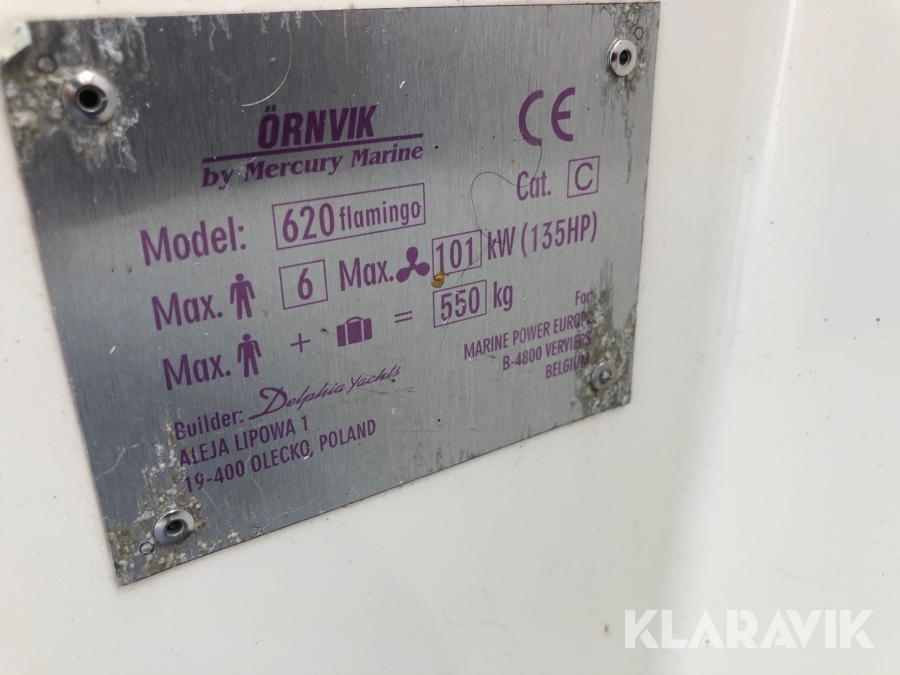 ÖRNVIK
by Mercury Marine
CE
Cat. C
Model: 620 flamingo
Max. 6 Max. 101 kW (135HP)
Max. + = 550 kg
For:
MARINE POWER EUROPE
B-4800 VERVIERS
BELGIUM
Builder: Delphia Yachts
ALEJA LIPOWA 1
19-400 OLECKO, POLAND
KLARAVIK